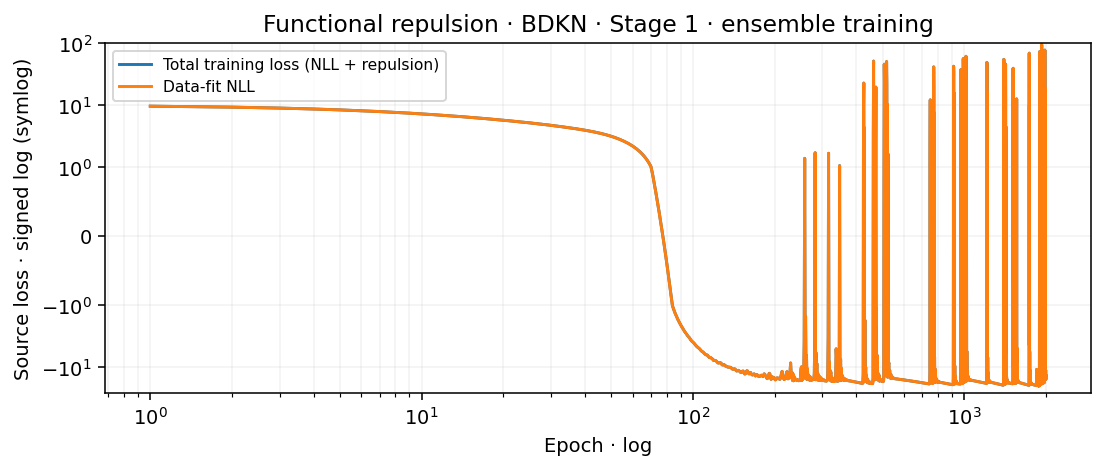 Functional repulsion · BDKN · Stage 1 · ensemble training
Total training loss (NLL + repulsion)
Data-fit NLL
Source loss · signed log (symlog)
10²
10¹
10⁰
0
−10⁰
−10¹
10⁰ 10¹ 10² 10³
Epoch · log